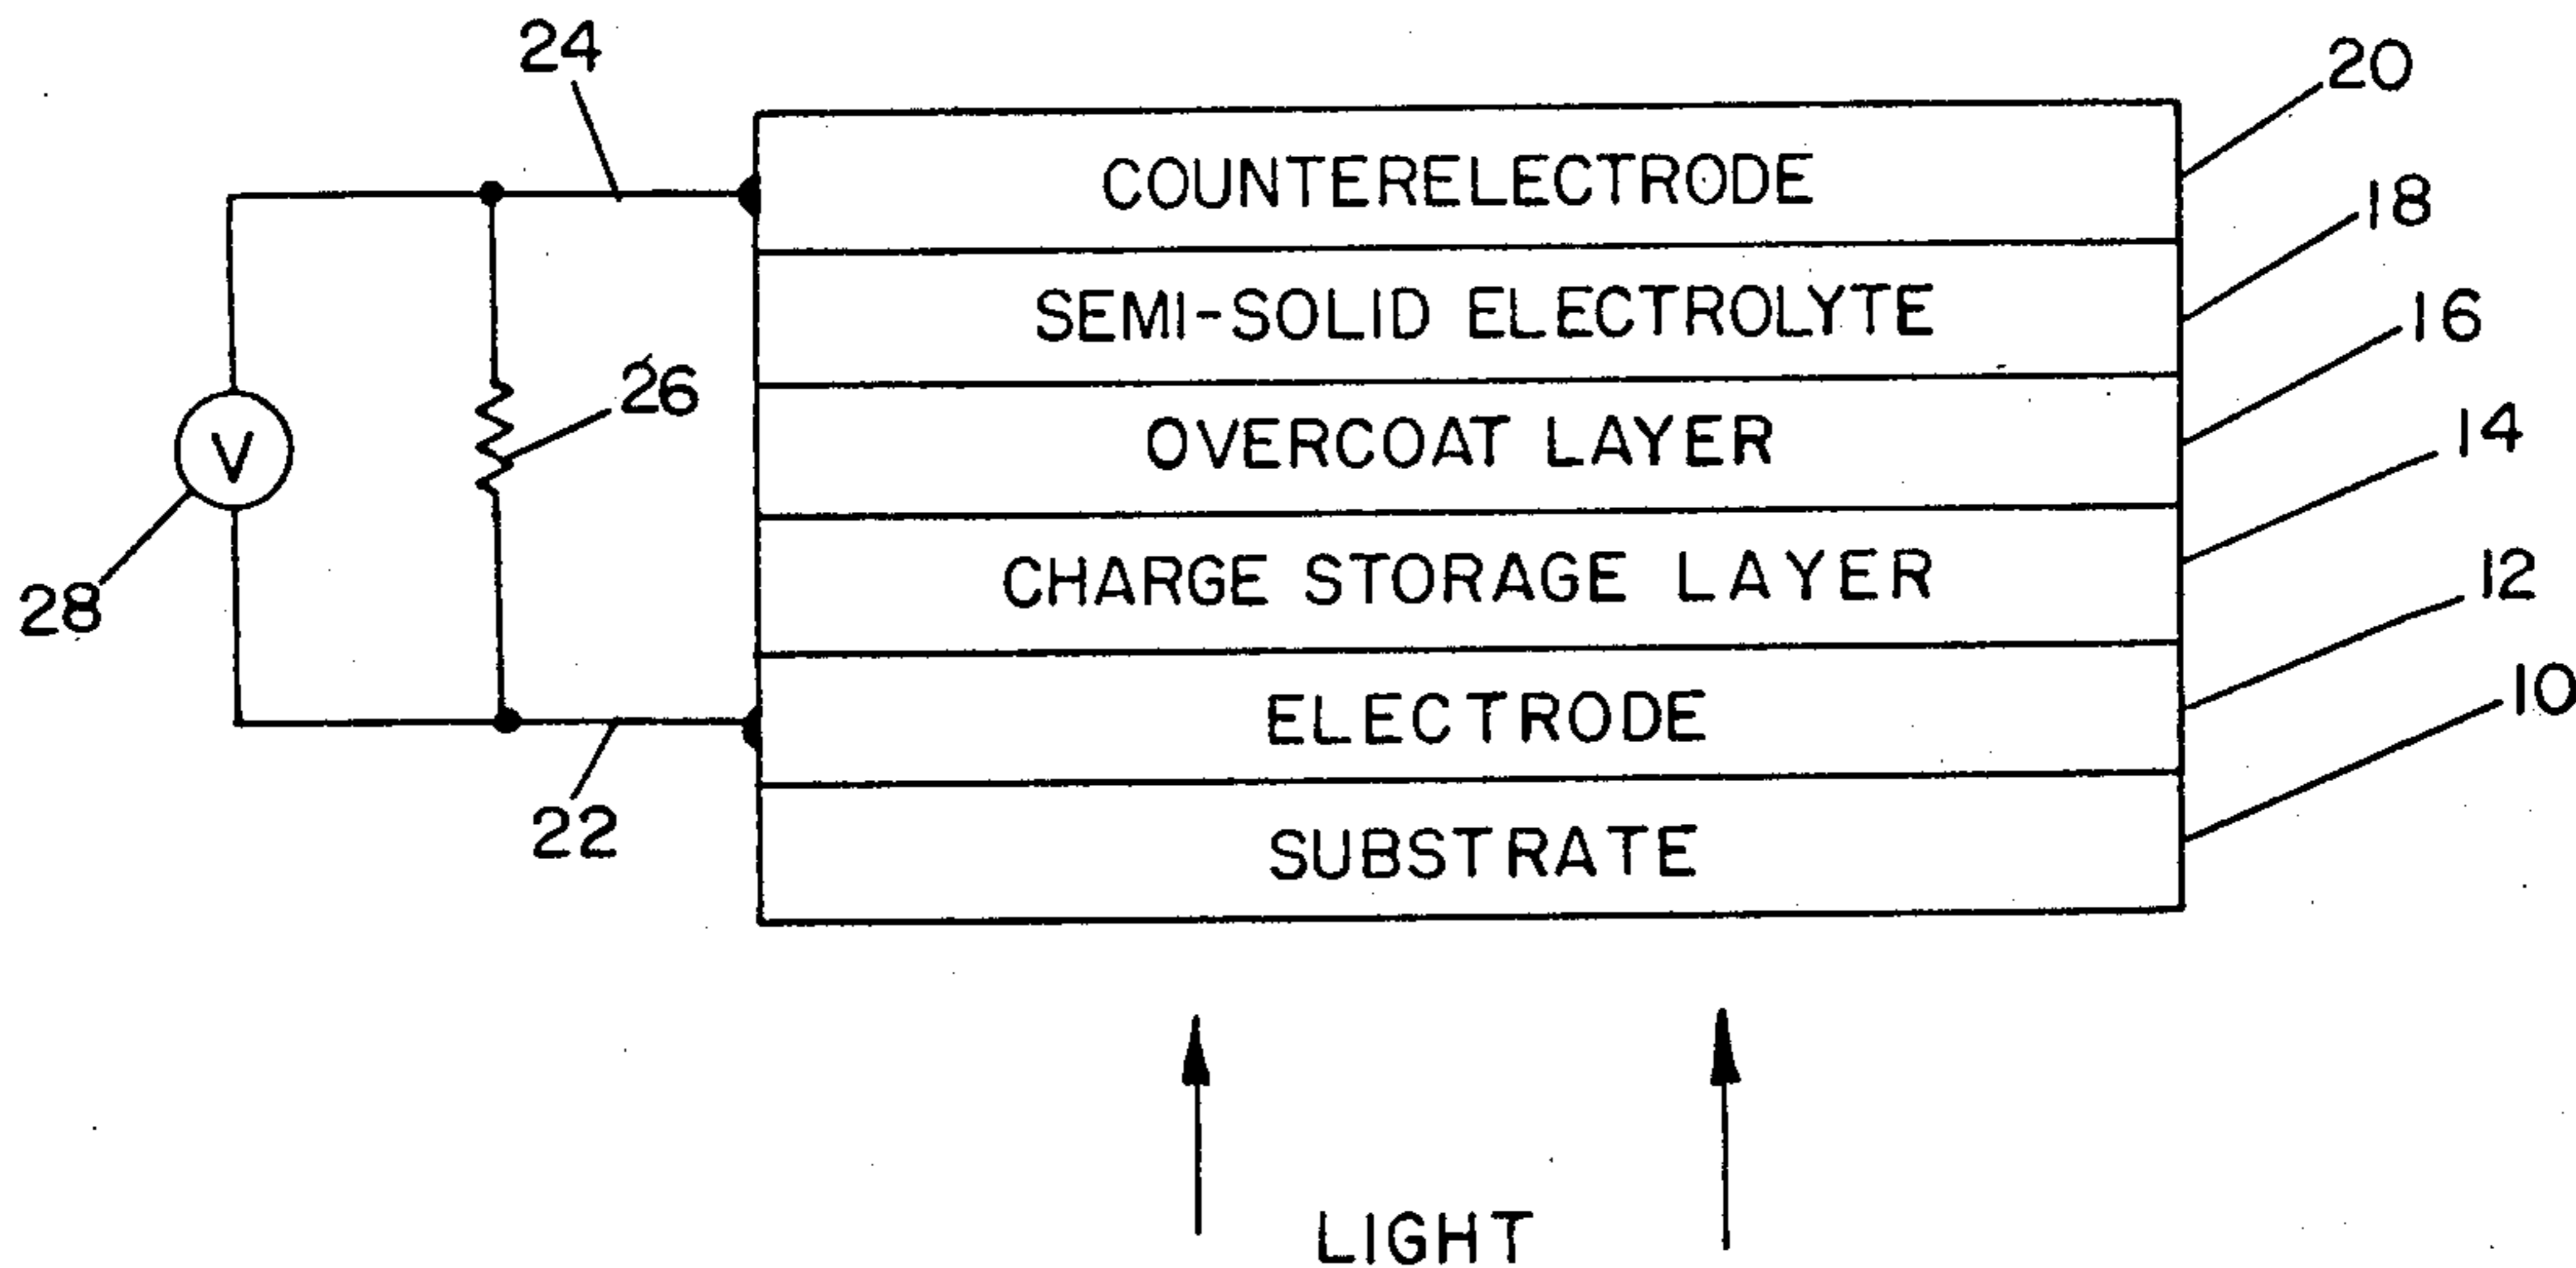 24
20
COUNTERELECTRODE
18
SEMI-SOLID ELECTROLYTE
16
26
OVERCOAT LAYER
14
V
CHARGE STORAGE LAYER
12
28
ELECTRODE
10
22
SUBSTRATE
LIGHT